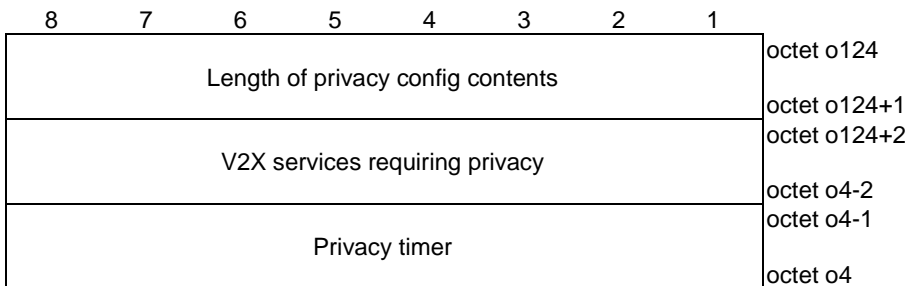 8 7 6 5 4 3 2 1
octet o124
Length of privacy config contents
octet o124+1
octet o124+2
V2X services requiring privacy
octet o4-2
octet o4-1
Privacy timer
octet o4